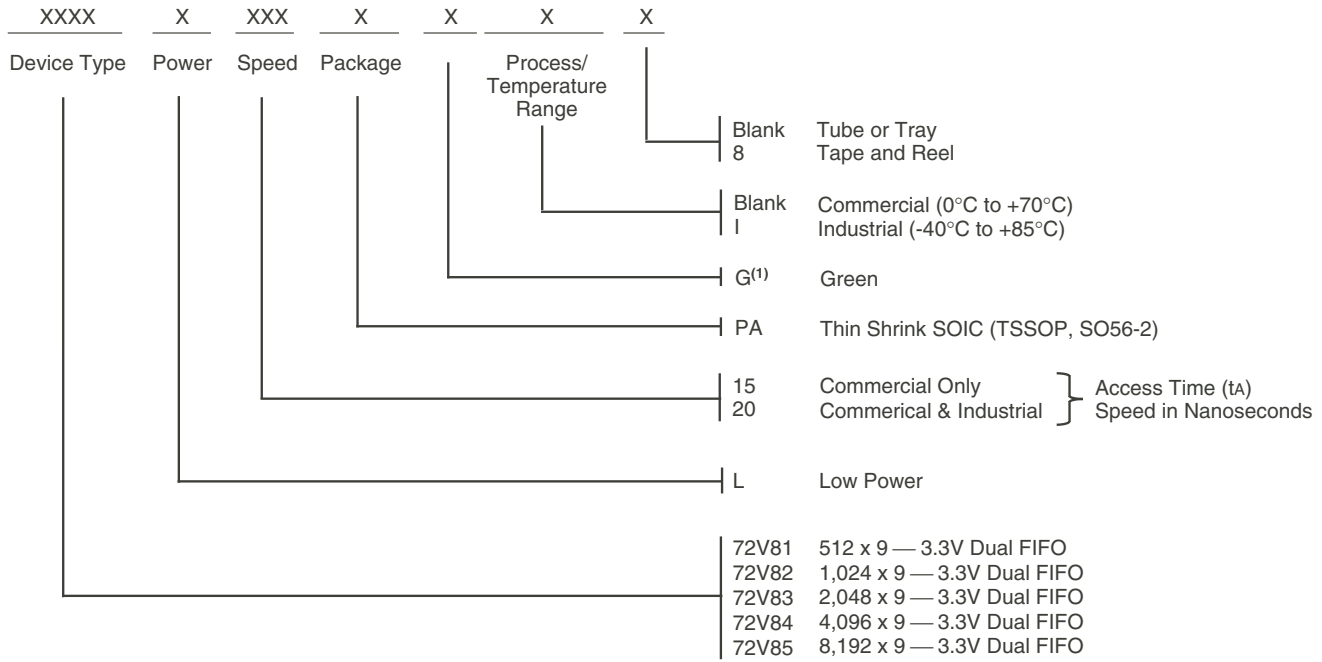 XXXX X XXX X X X X
Device Type Power Speed Package Process/
Temperature
Range
Blank Tube or Tray
8 Tape and Reel
Blank Commercial (0°C to +70°C)
I Industrial (-40°C to +85°C)
G(1) Green
PA Thin Shrink SOIC (TSSOP, SO56-2)
15 Commercial Only Access Time (tA)
20 Commerical & Industrial Speed in Nanoseconds
L Low Power
72V81 512 x 9 — 3.3V Dual FIFO
72V82 1,024 x 9 — 3.3V Dual FIFO
72V83 2,048 x 9 — 3.3V Dual FIFO
72V84 4,096 x 9 — 3.3V Dual FIFO
72V85 8,192 x 9 — 3.3V Dual FIFO